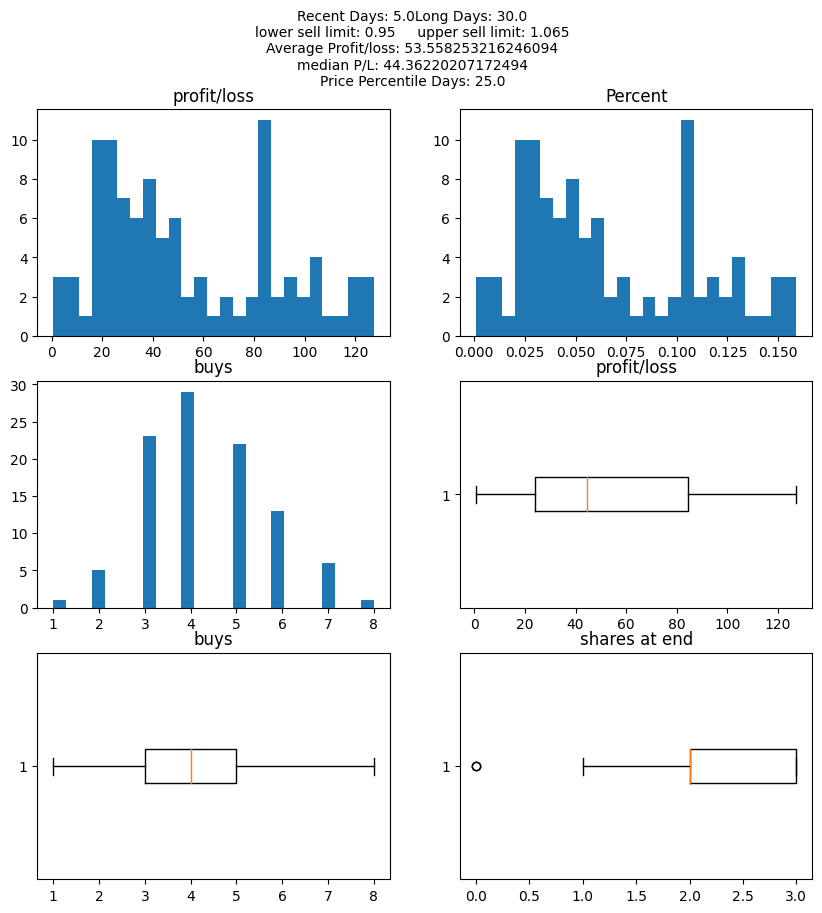 Recent Days: 5.0Long Days: 30.0
lower sell limit: 0.95     upper sell limit: 1.065
Average Profit/loss: 53.558253216246094
median P/L: 44.36220207172494
Price Percentile Days: 25.0
profit/loss
10
8
6
4
2
0
0 20 40 60 80 100 120
Percent
10
8
6
4
2
0
0.000 0.025 0.050 0.075 0.100 0.125 0.150
buys
30
25
20
15
10
5
0
1 2 3 4 5 6 7 8
profit/loss
1
0 20 40 60 80 100 120
buys
1
1 2 3 4 5 6 7 8
shares at end
1
0.0 0.5 1.0 1.5 2.0 2.5 3.0